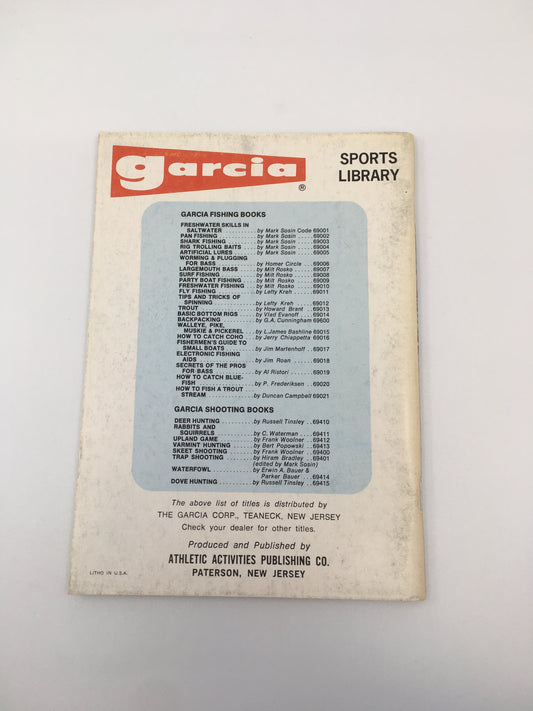 garcia
®
SPORTS
LIBRARY
GARCIA FISHING BOOKS
FRESHWATER SKILLS IN
SALTWATER ........ by Mark Sosin Code 69001
PAN FISHING ........ by Mark Sosin .... 69002
SHARK FISHING ........ by Mark Sosin .... 69003
RIG TROLLING BAITS .... by Mark Sosin .... 69004
ARTIFICIAL LURES ...... by Mark Sosin .... 69005
WORMING & PLUGGING
FOR BASS ........ by Homer Circle .. 69006
LARGEMOUTH BASS .... by Milt Rosko .... 69007
SURF FISHING ........ by Milt Rosko .... 69008
PARTY BOAT FISHING .... by Milt Rosko .... 69009
FRESHWATER FISHING .... by Milt Rosko .... 69010
FLY FISHING ........ by Lefty Kreh .... 69011
TIPS AND TRICKS OF
SPINNING ........ by Lefty Kreh .... 69012
TROUT ........ by Howard Brant .. 69013
BASIC BOTTOM RIGS .... by Vlad Evanoff .. 69014
BACKPACKING ........ by G.A. Cunningham 69600
WALLEYE, PIKE,
MUSKIE & PICKEREL .. by L.James Bashline 69015
HOW TO CATCH COHO .. by Jerry Chiappetta 69016
FISHERMEN'S GUIDE TO
SMALL BOATS ........ by Jim Martenhoff .. 69017
ELECTRONIC FISHING
AIDS ........ by Jim Roan .... 69018
SECRETS OF THE PROS
FOR BASS ........ by Al Ristori .... 69019
HOW TO CATCH BLUE-
FISH ........ by P. Frederiksen .. 69020
HOW TO FISH A TROUT
STREAM ........ by Duncan Campbell 69021
GARCIA SHOOTING BOOKS
DEER HUNTING ........ by Russell Tinsley .. 69410
RABBITS AND
SQUIRRELS ........ by C. Waterman ... 69411
UPLAND GAME ........ by Frank Woolner .. 69412
VARMINT HUNTING ..... by Bert Popowski .. 69413
SKEET SHOOTING ...... by Frank Woolner .. 69400
TRAP SHOOTING ...... by Hiram Bradley .. 69401
(edited by Mark Sosin)
WATERFOWL ........ by Erwin A. Bauer &
Parker Bauer .... 69414
DOVE HUNTING ........ by Russell Tinsley .. 69415
The above list of titles is distributed by
THE GARCIA CORP., TEANECK, NEW JERSEY
Check your dealer for other titles.
Produced and Published by
ATHLETIC ACTIVITIES PUBLISHING CO.
PATERSON, NEW JERSEY
LITHO IN U.S.A.